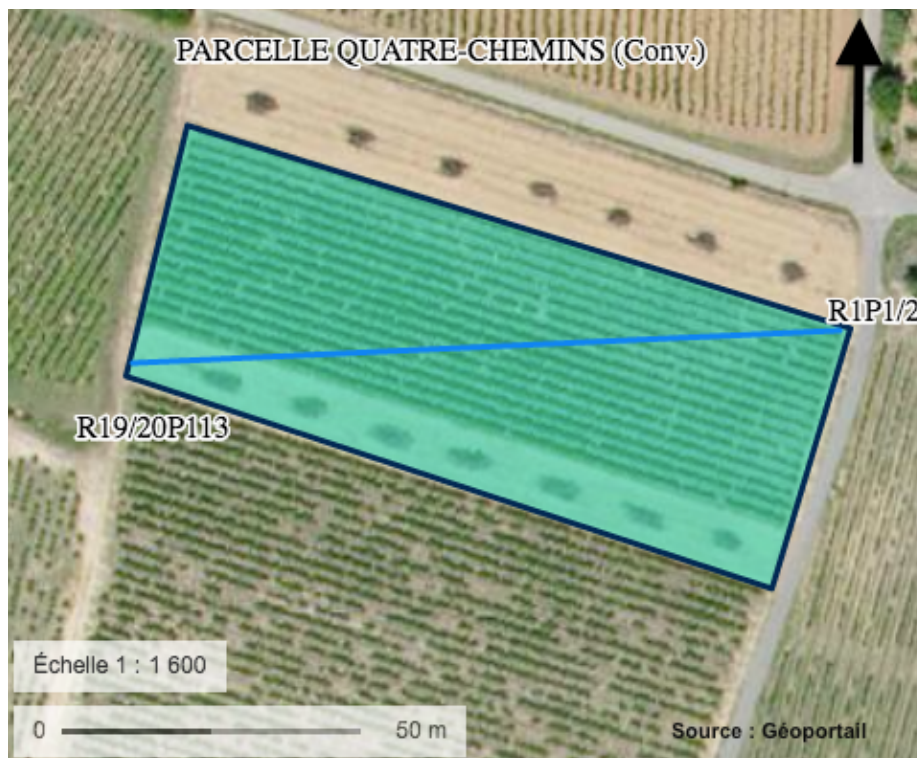 PARCELLE QUATRE-CHEMINS (Conv.)
R1P1/2
R19/20P113
Échelle 1 : 1 600
0 50 m
Source : Géoportail